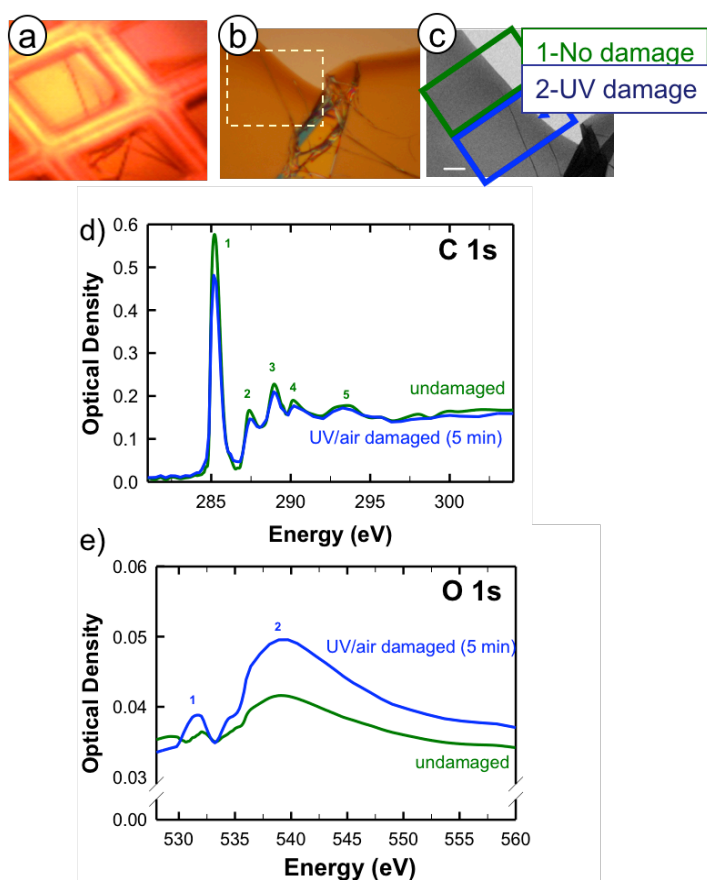 a
b
c
1-No damage
2-UV damage
d)
C 1s
0.6
0.5
0.4
0.3
0.2
0.1
0.0
Optical Density
1
2
3
4
5
undamaged
UV/air damaged (5 min)
285
290
295
300
Energy (eV)
e)
O 1s
0.06
0.05
0.04
0.03
0.00
Optical Density
1
2
UV/air damaged (5 min)
undamaged
530
535
540
545
550
555
560
Energy (eV)